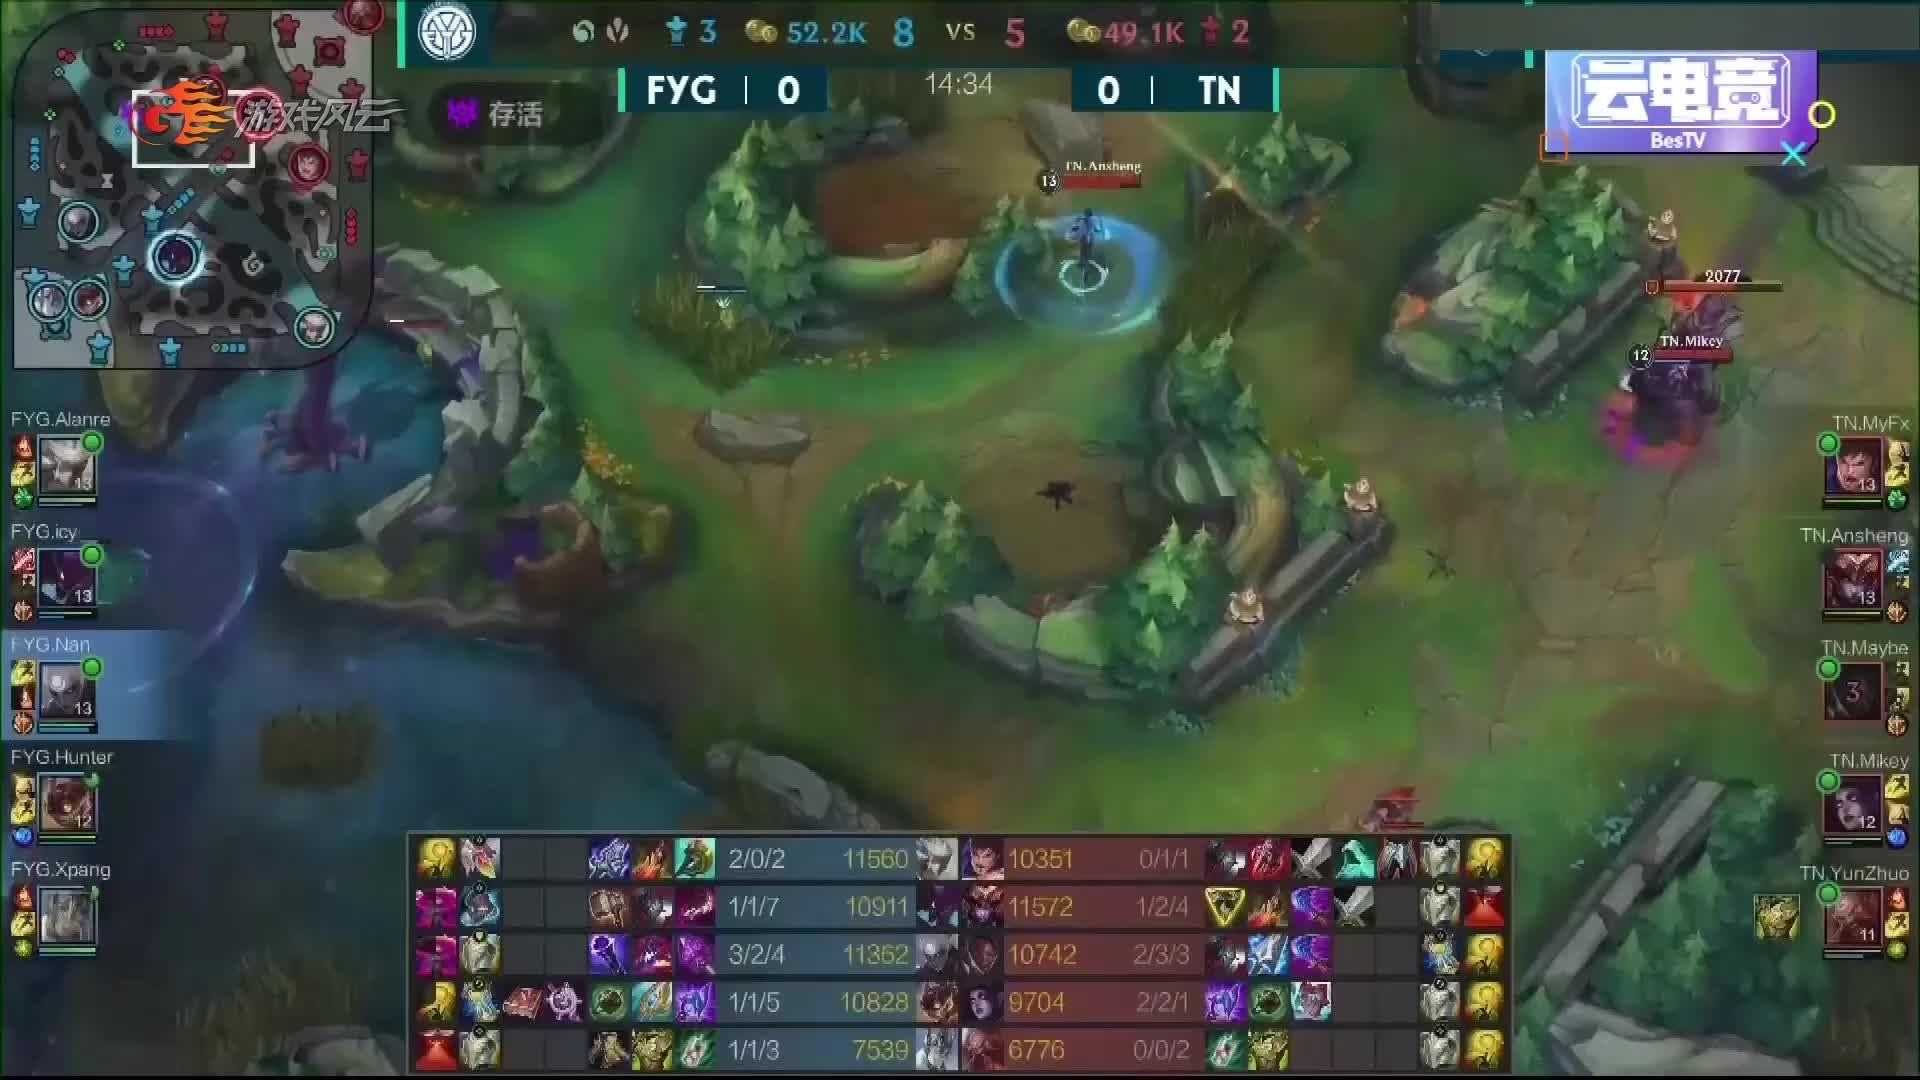 3 52.2K 8 VS 5 49.1K 2
FYG | 0 14:34 0 | TN
游戏风云
存活
云电竞
BesTV
TN.Ansheng
13
2077
TN.Mikey
12
FYG.Alanre
13
FYG.icy
13
FYG.Nan
13
FYG.Hunter
12
FYG.Xpang
TN.MyFx
13
TN.Ansheng
13
TN.Maybe
3
TN.Mikey
12
TN.YunZhuo
11
2/0/2 11560 10351 0/1/1
1/1/7 10911 11572 1/2/4
3/2/4 11362 10742 2/3/3
1/1/5 10828 9704 2/2/1
1/1/3 7539 6776 0/0/2